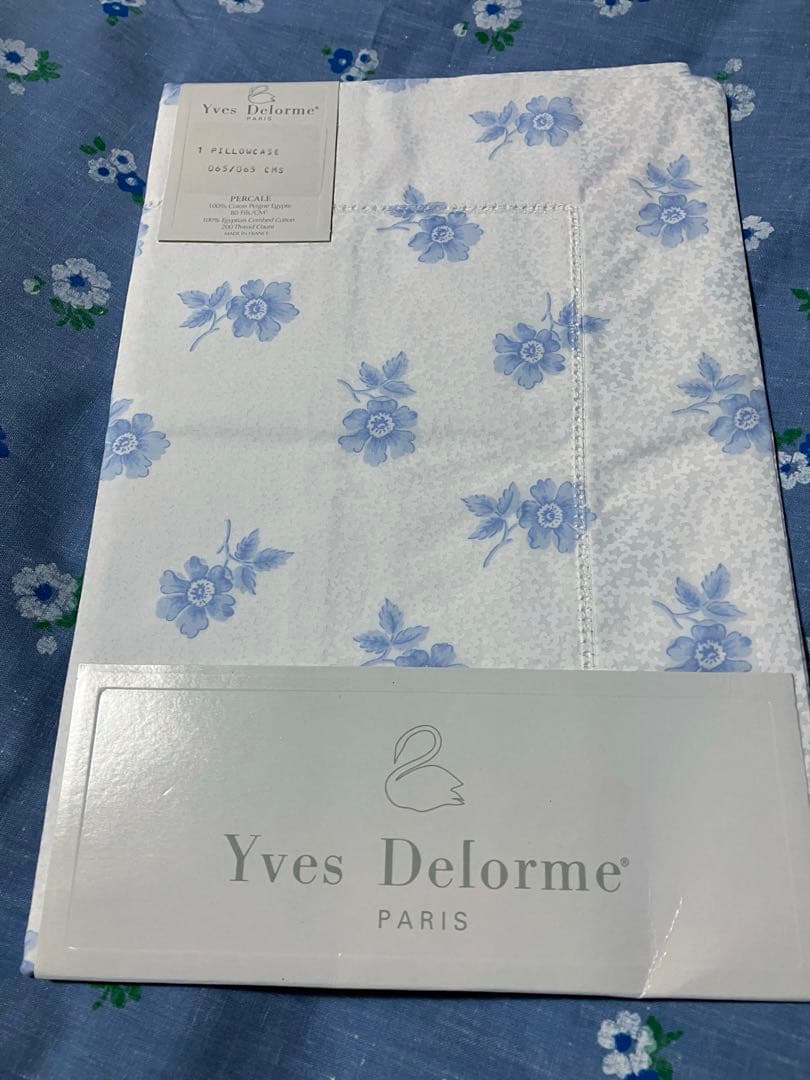 Yves Delorme®
PARIS
1 PILLOWCASE
065/065 CMS
PERCALE
100% Coton Peigné Egypte
80 Fils/CM²
100% Egyptian Combed Cotton
200 Thread Count
MADE IN FRANCE
Yves Delorme®
PARIS